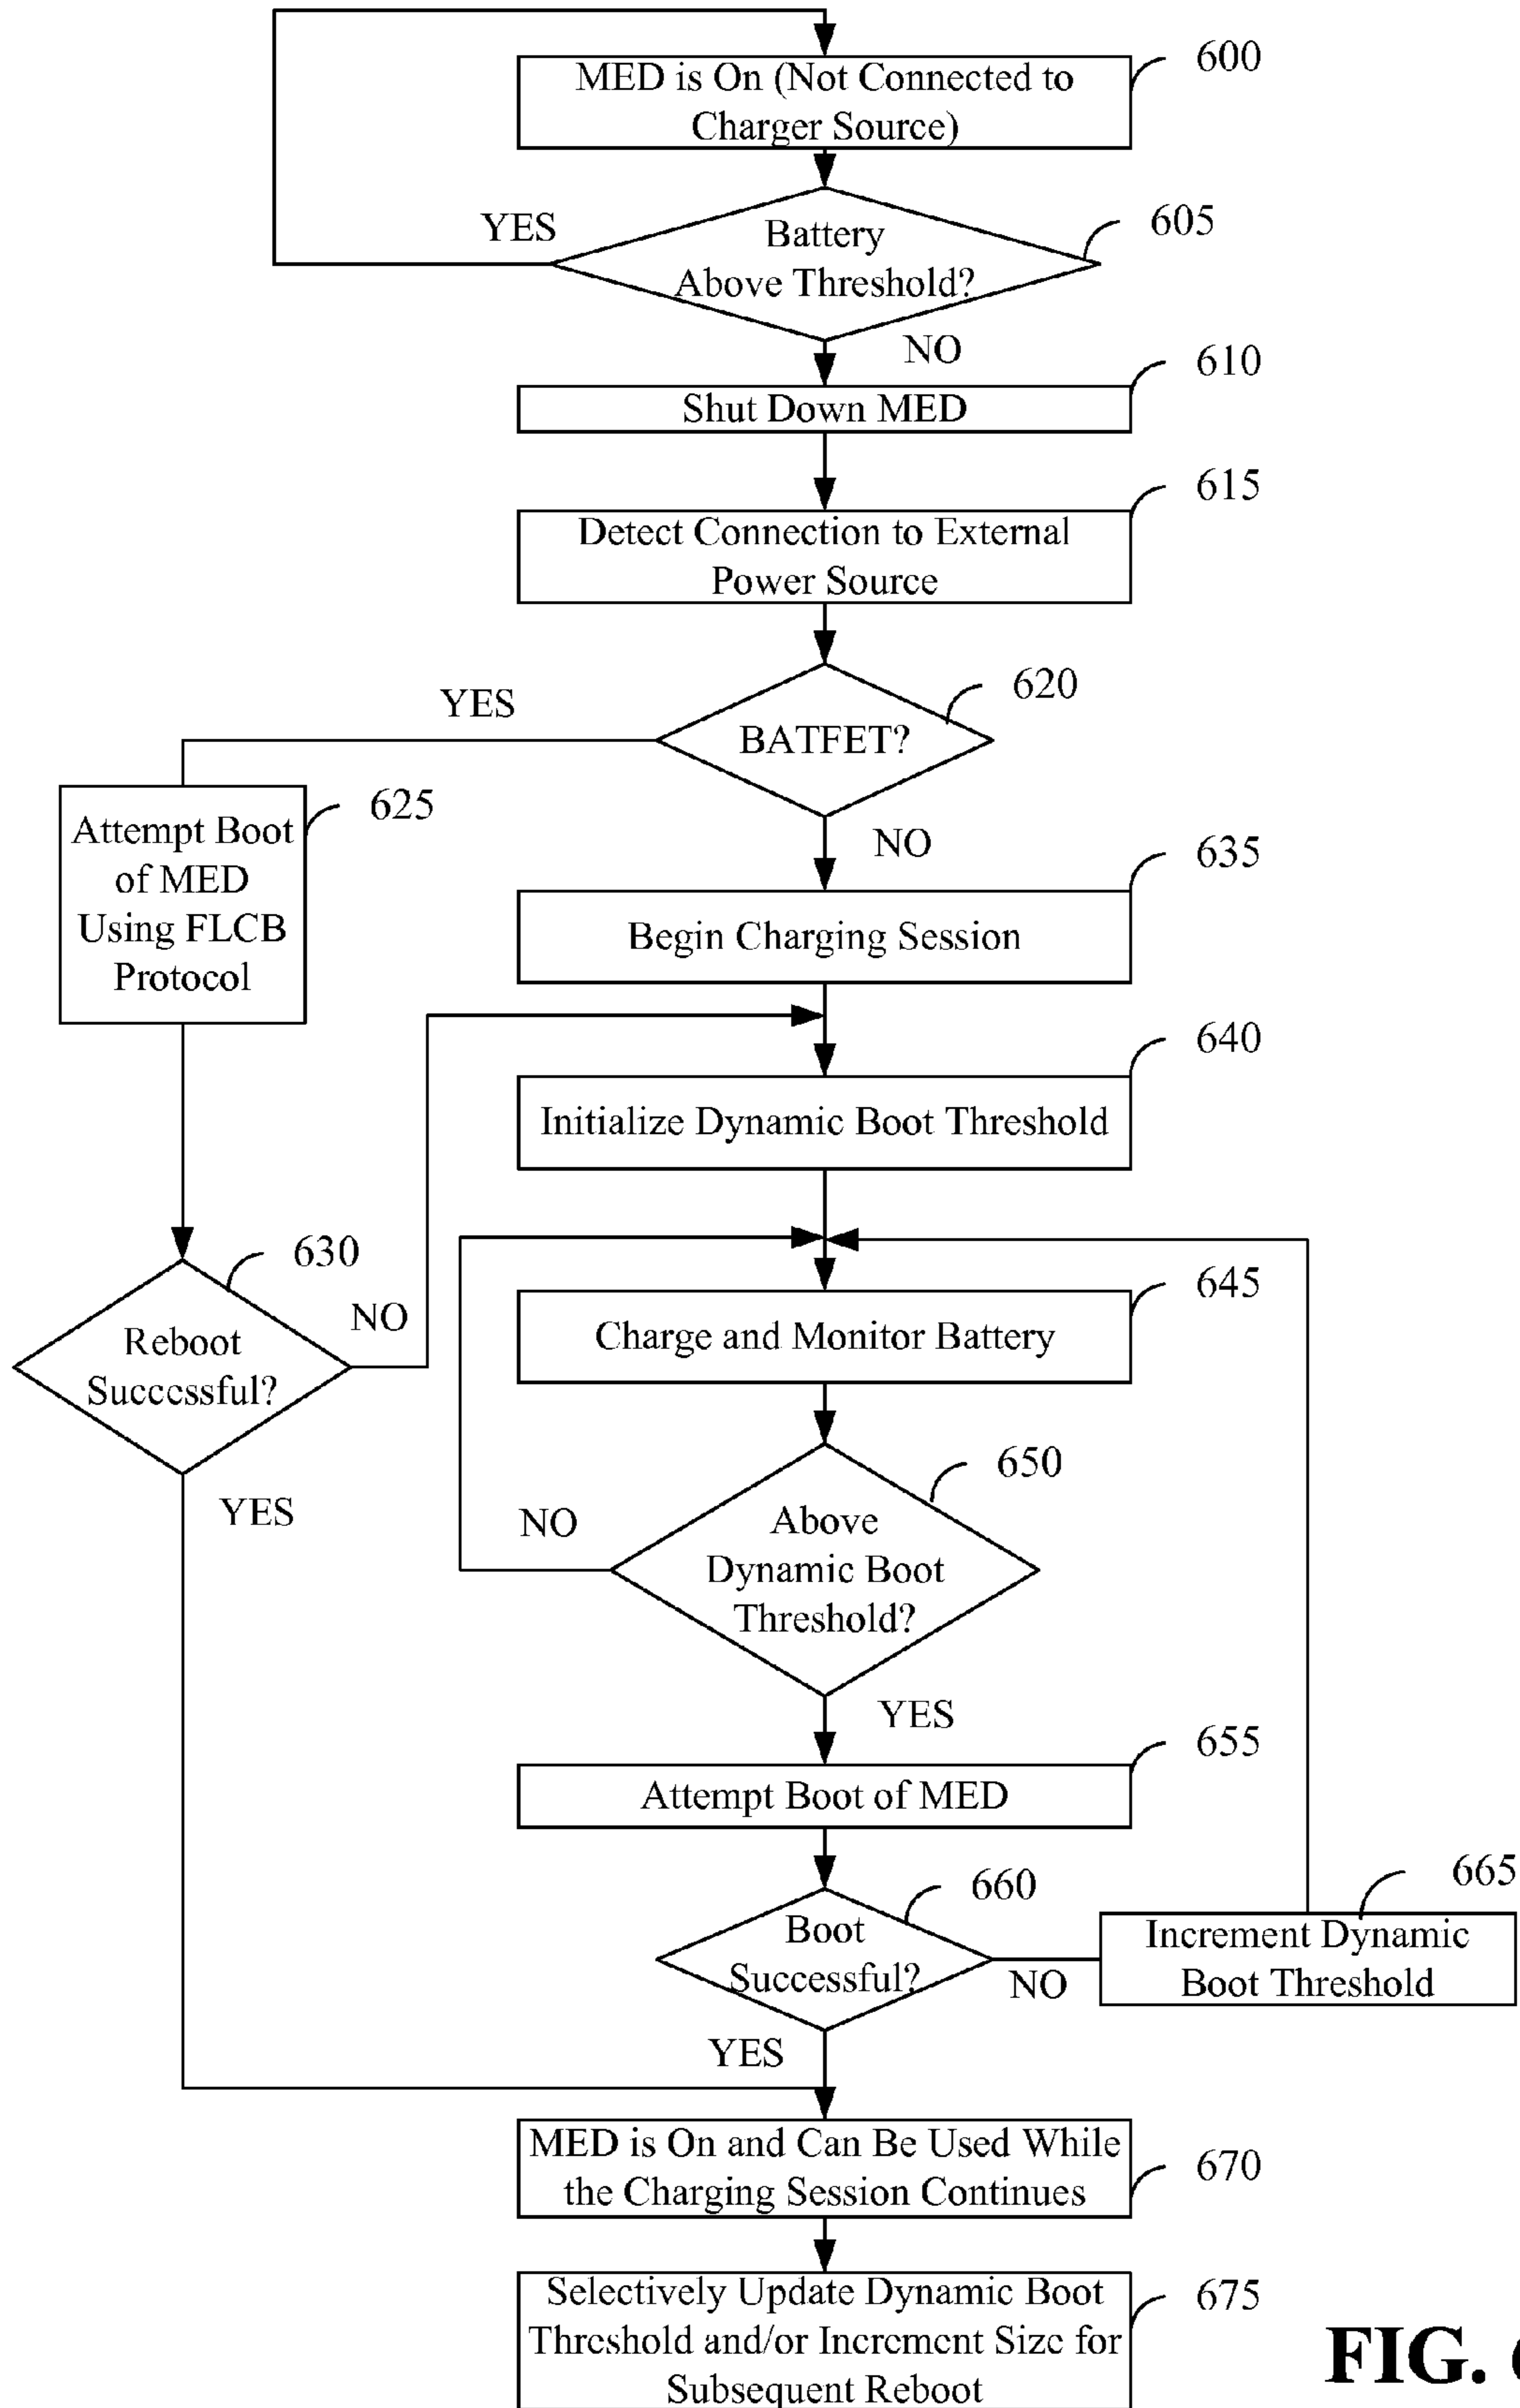 600
MED is On (Not Connected to
Charger Source)
605
YES
Battery
Above Threshold?
NO
610
Shut Down MED
615
Detect Connection to External
Power Source
620
YES
BATFET?
625
Attempt Boot
of MED
Using FLCB
Protocol
NO
635
Begin Charging Session
640
Initialize Dynamic Boot Threshold
630
NO
Reboot
Successful?
YES
645
Charge and Monitor Battery
650
NO
Above
Dynamic Boot
Threshold?
YES
655
Attempt Boot of MED
660
Boot
Successful?
NO
665
Increment Dynamic
Boot Threshold
YES
MED is On and Can Be Used While
the Charging Session Continues
670
Selectively Update Dynamic Boot
Threshold and/or Increment Size for
Subsequent Reboot
675
FIG. 6